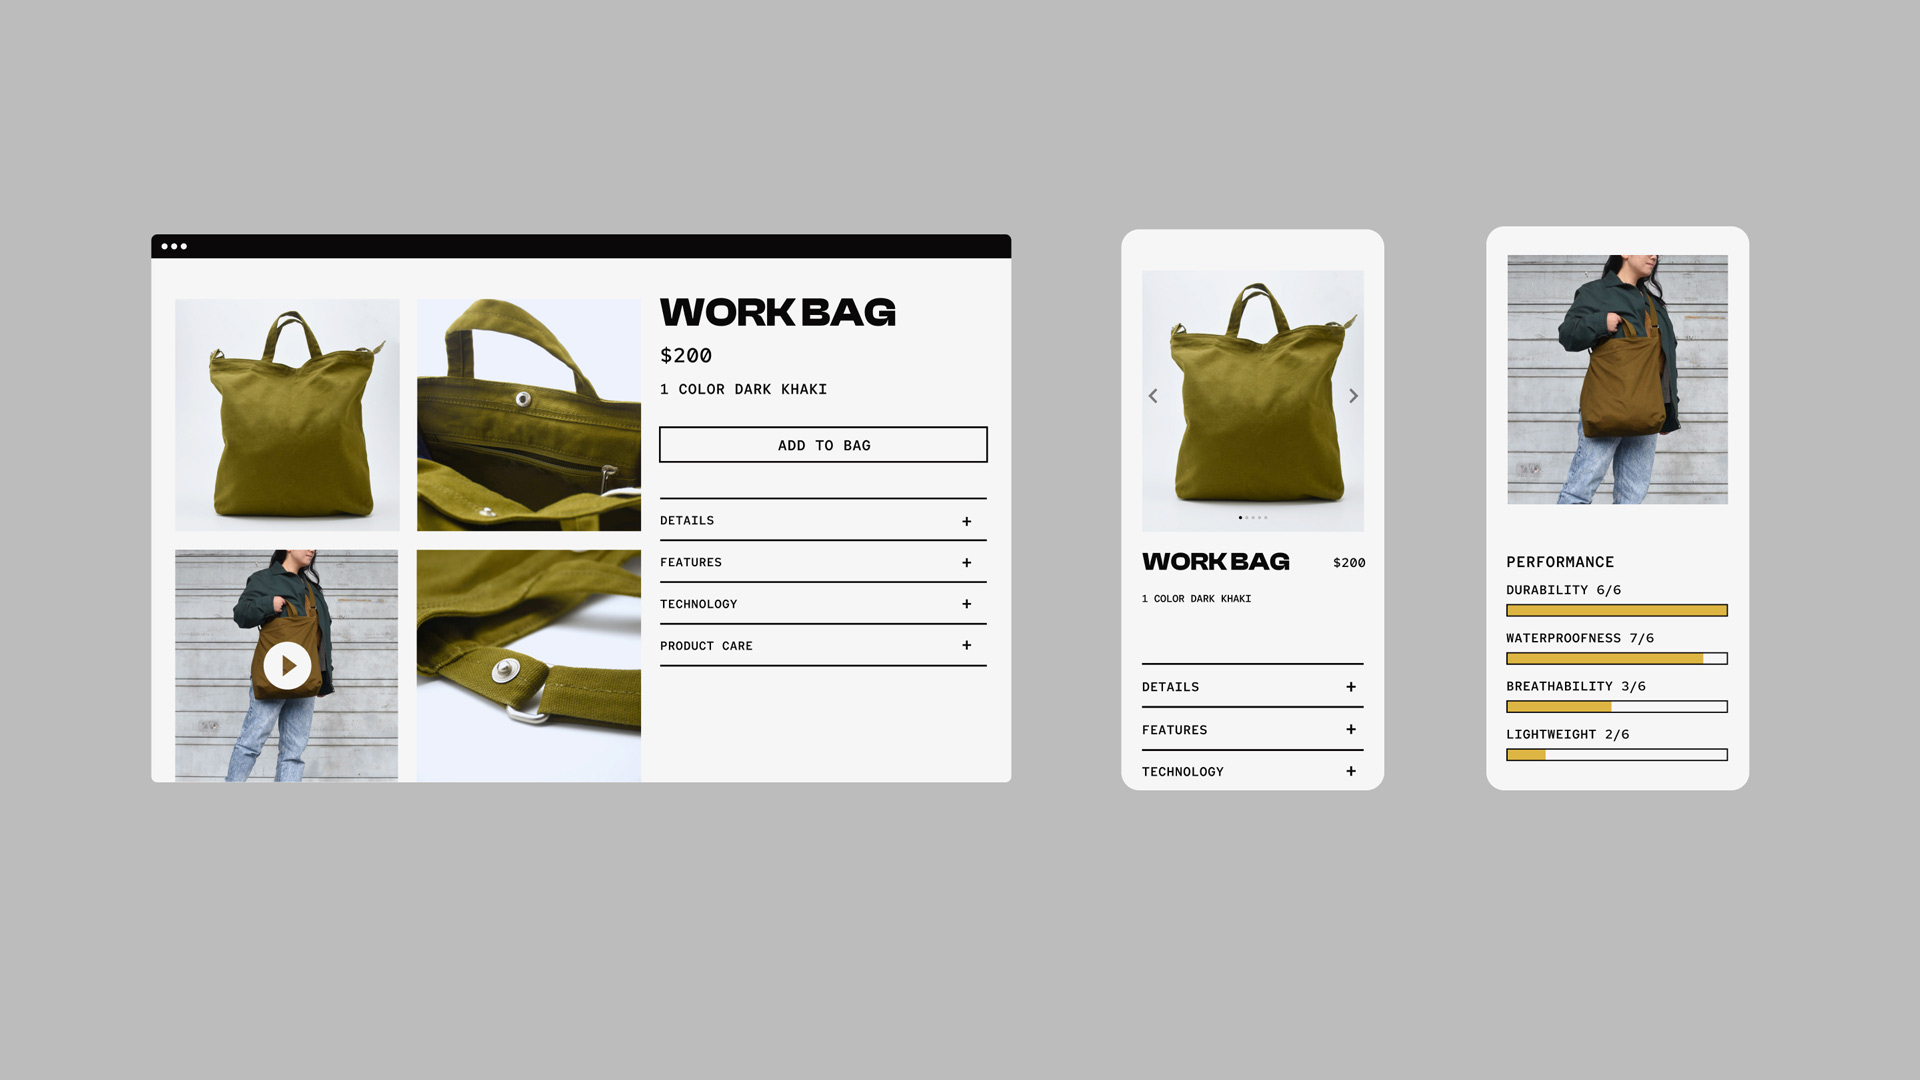 WORK BAG
$200
1 COLOR DARK KHAKI
ADD TO BAG
DETAILS +
FEATURES +
TECHNOLOGY +
PRODUCT CARE +
WORK BAG $200
1 COLOR DARK KHAKI
DETAILS +
FEATURES +
TECHNOLOGY +
PERFORMANCE
DURABILITY 6/6
WATERPROOFNESS 7/6
BREATHABILITY 3/6
LIGHTWEIGHT 2/6